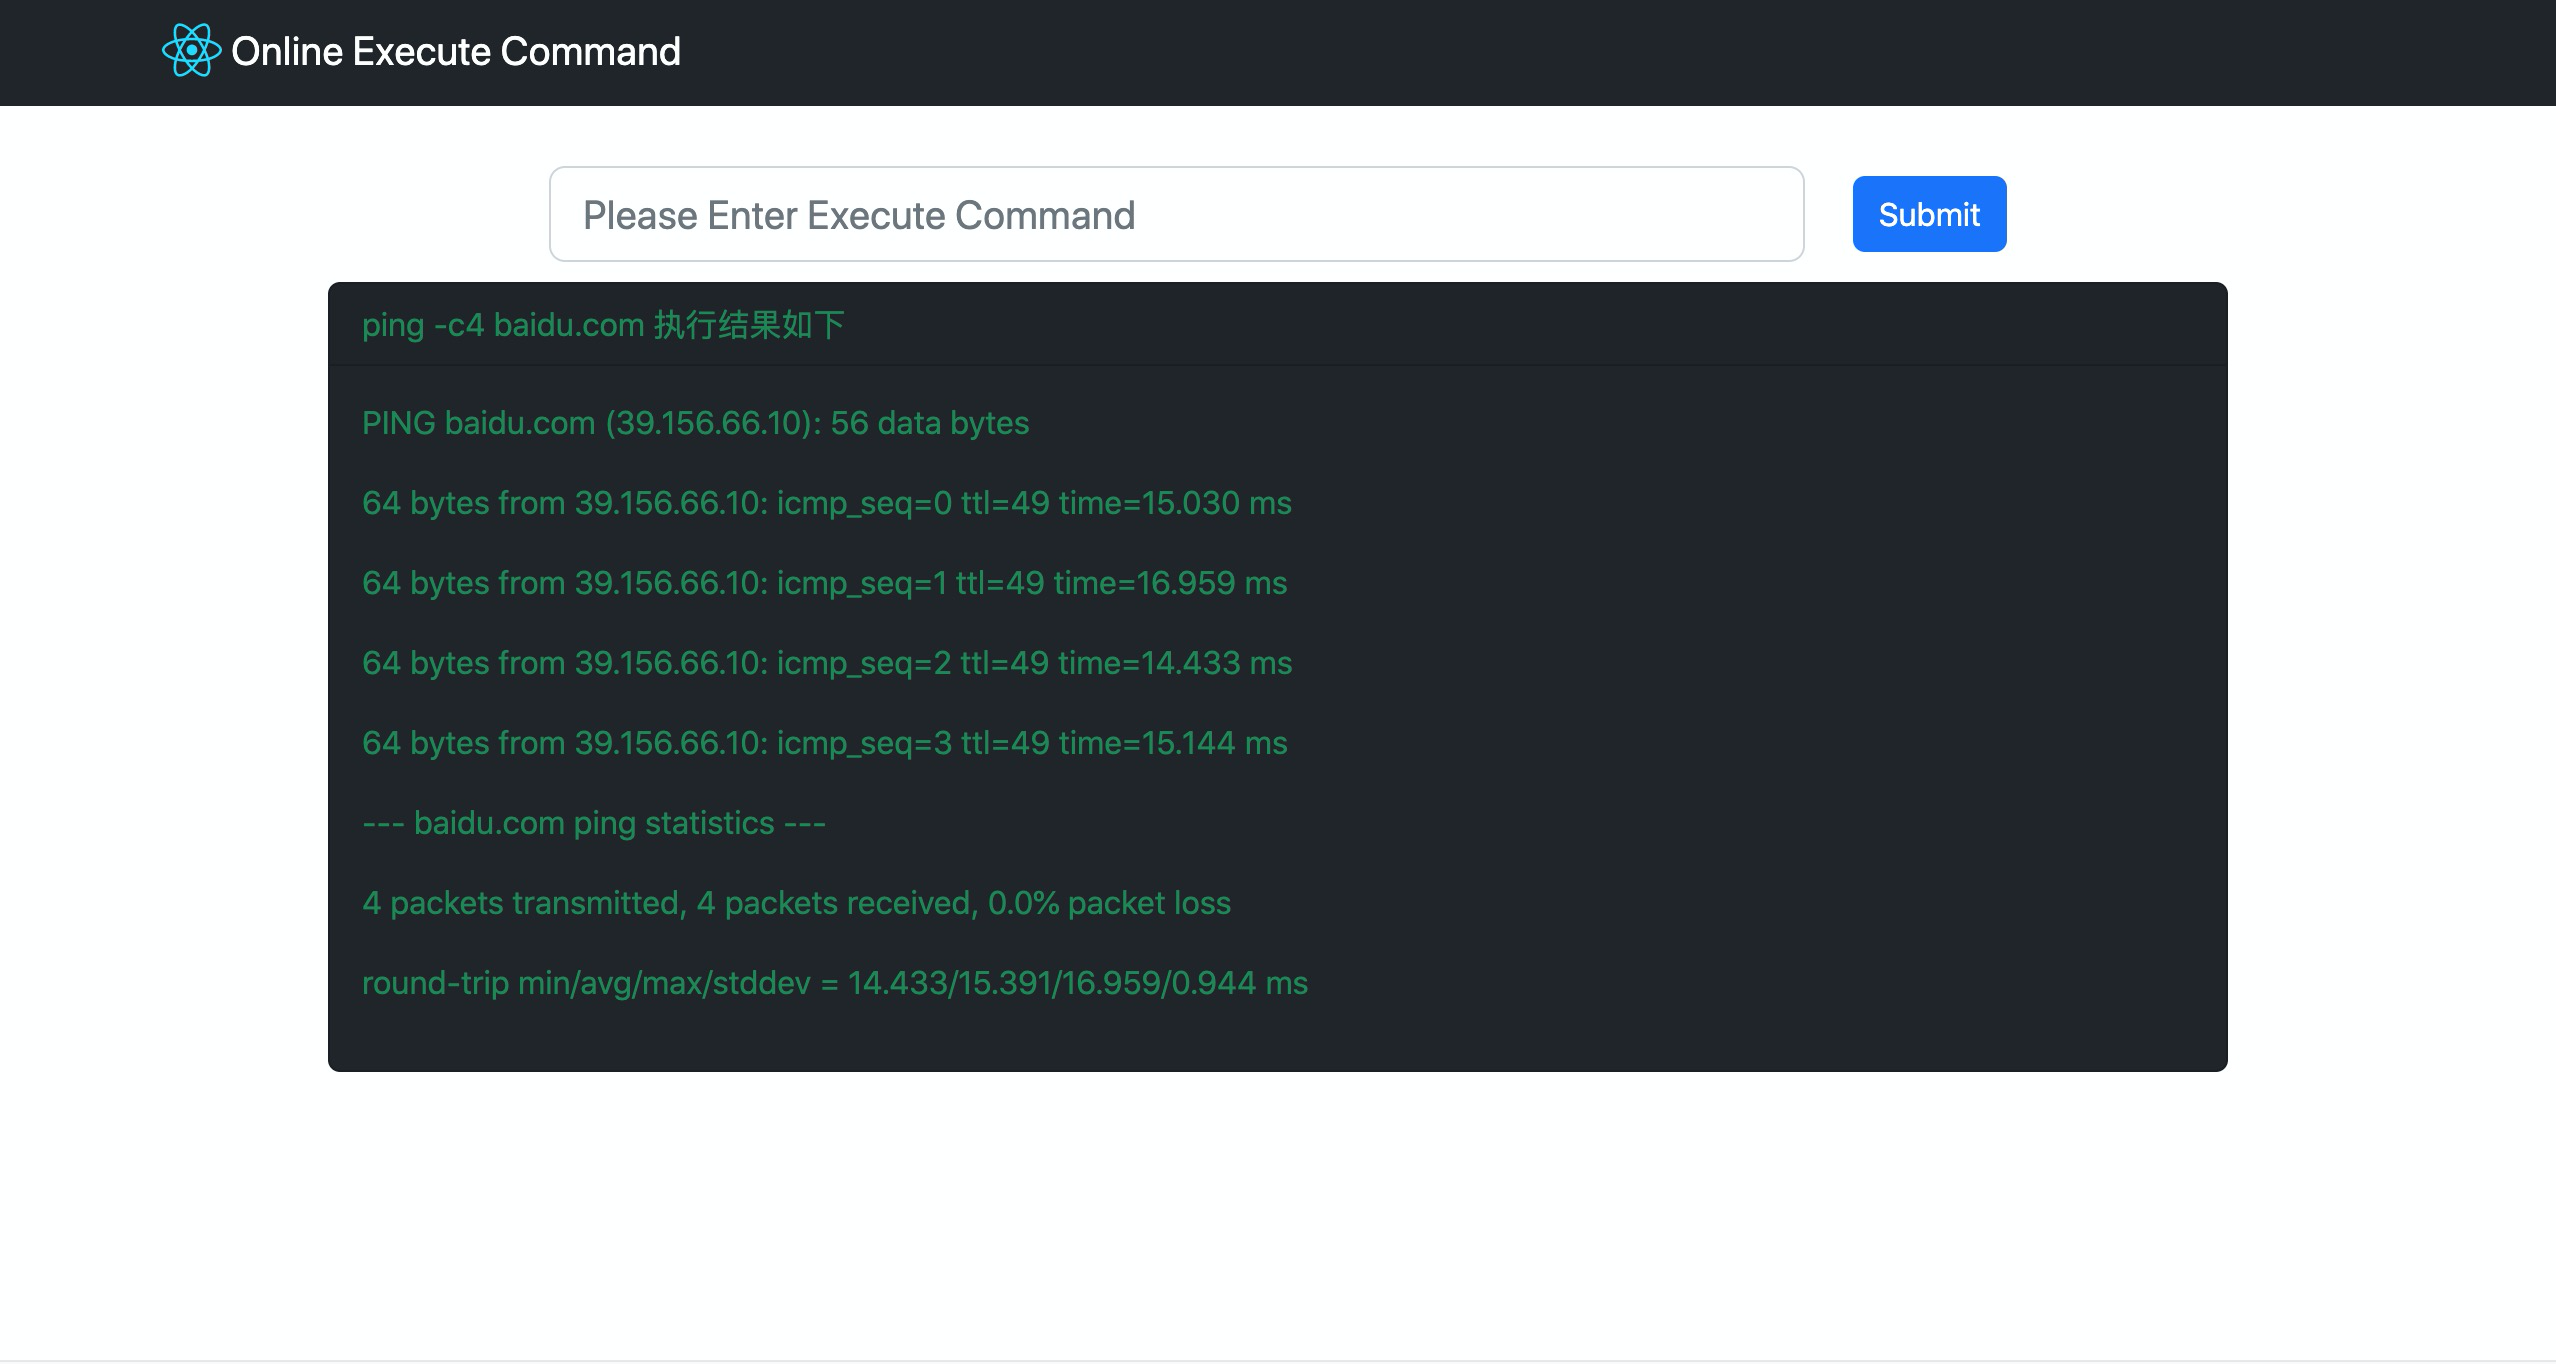 Online Execute Command
Please Enter Execute Command
Submit
ping -c4 baidu.com 执行结果如下
PING baidu.com (39.156.66.10): 56 data bytes
64 bytes from 39.156.66.10: icmp_seq=0 ttl=49 time=15.030 ms
64 bytes from 39.156.66.10: icmp_seq=1 ttl=49 time=16.959 ms
64 bytes from 39.156.66.10: icmp_seq=2 ttl=49 time=14.433 ms
64 bytes from 39.156.66.10: icmp_seq=3 ttl=49 time=15.144 ms
--- baidu.com ping statistics ---
4 packets transmitted, 4 packets received, 0.0% packet loss
round-trip min/avg/max/stddev = 14.433/15.391/16.959/0.944 ms